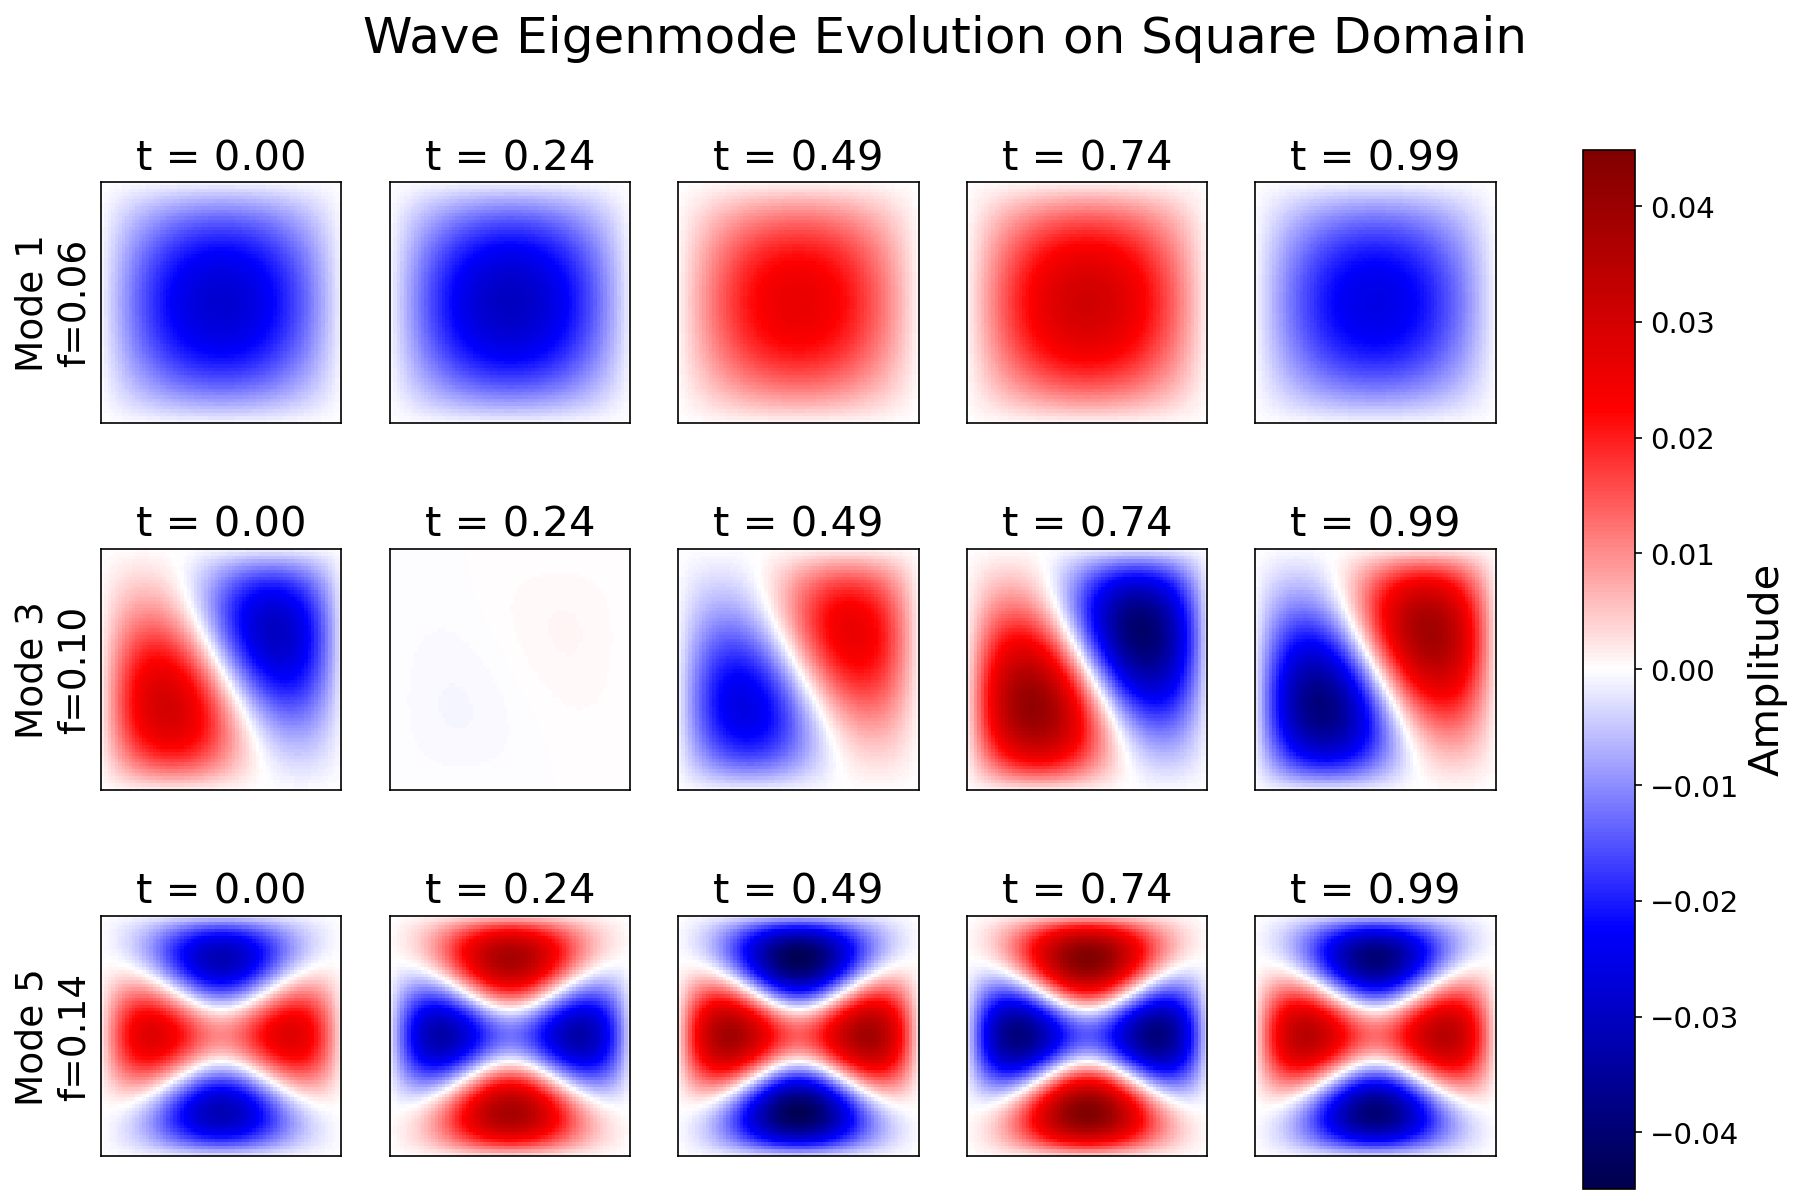 Wave Eigenmode Evolution on Square Domain
t = 0.00
t = 0.24
t = 0.49
t = 0.74
t = 0.99
Mode 1
f=0.06
t = 0.00
t = 0.24
t = 0.49
t = 0.74
t = 0.99
Mode 3
f=0.10
t = 0.00
t = 0.24
t = 0.49
t = 0.74
t = 0.99
Mode 5
f=0.14
0.04
0.03
0.02
0.01
0.00
−0.01
−0.02
−0.03
−0.04
Amplitude